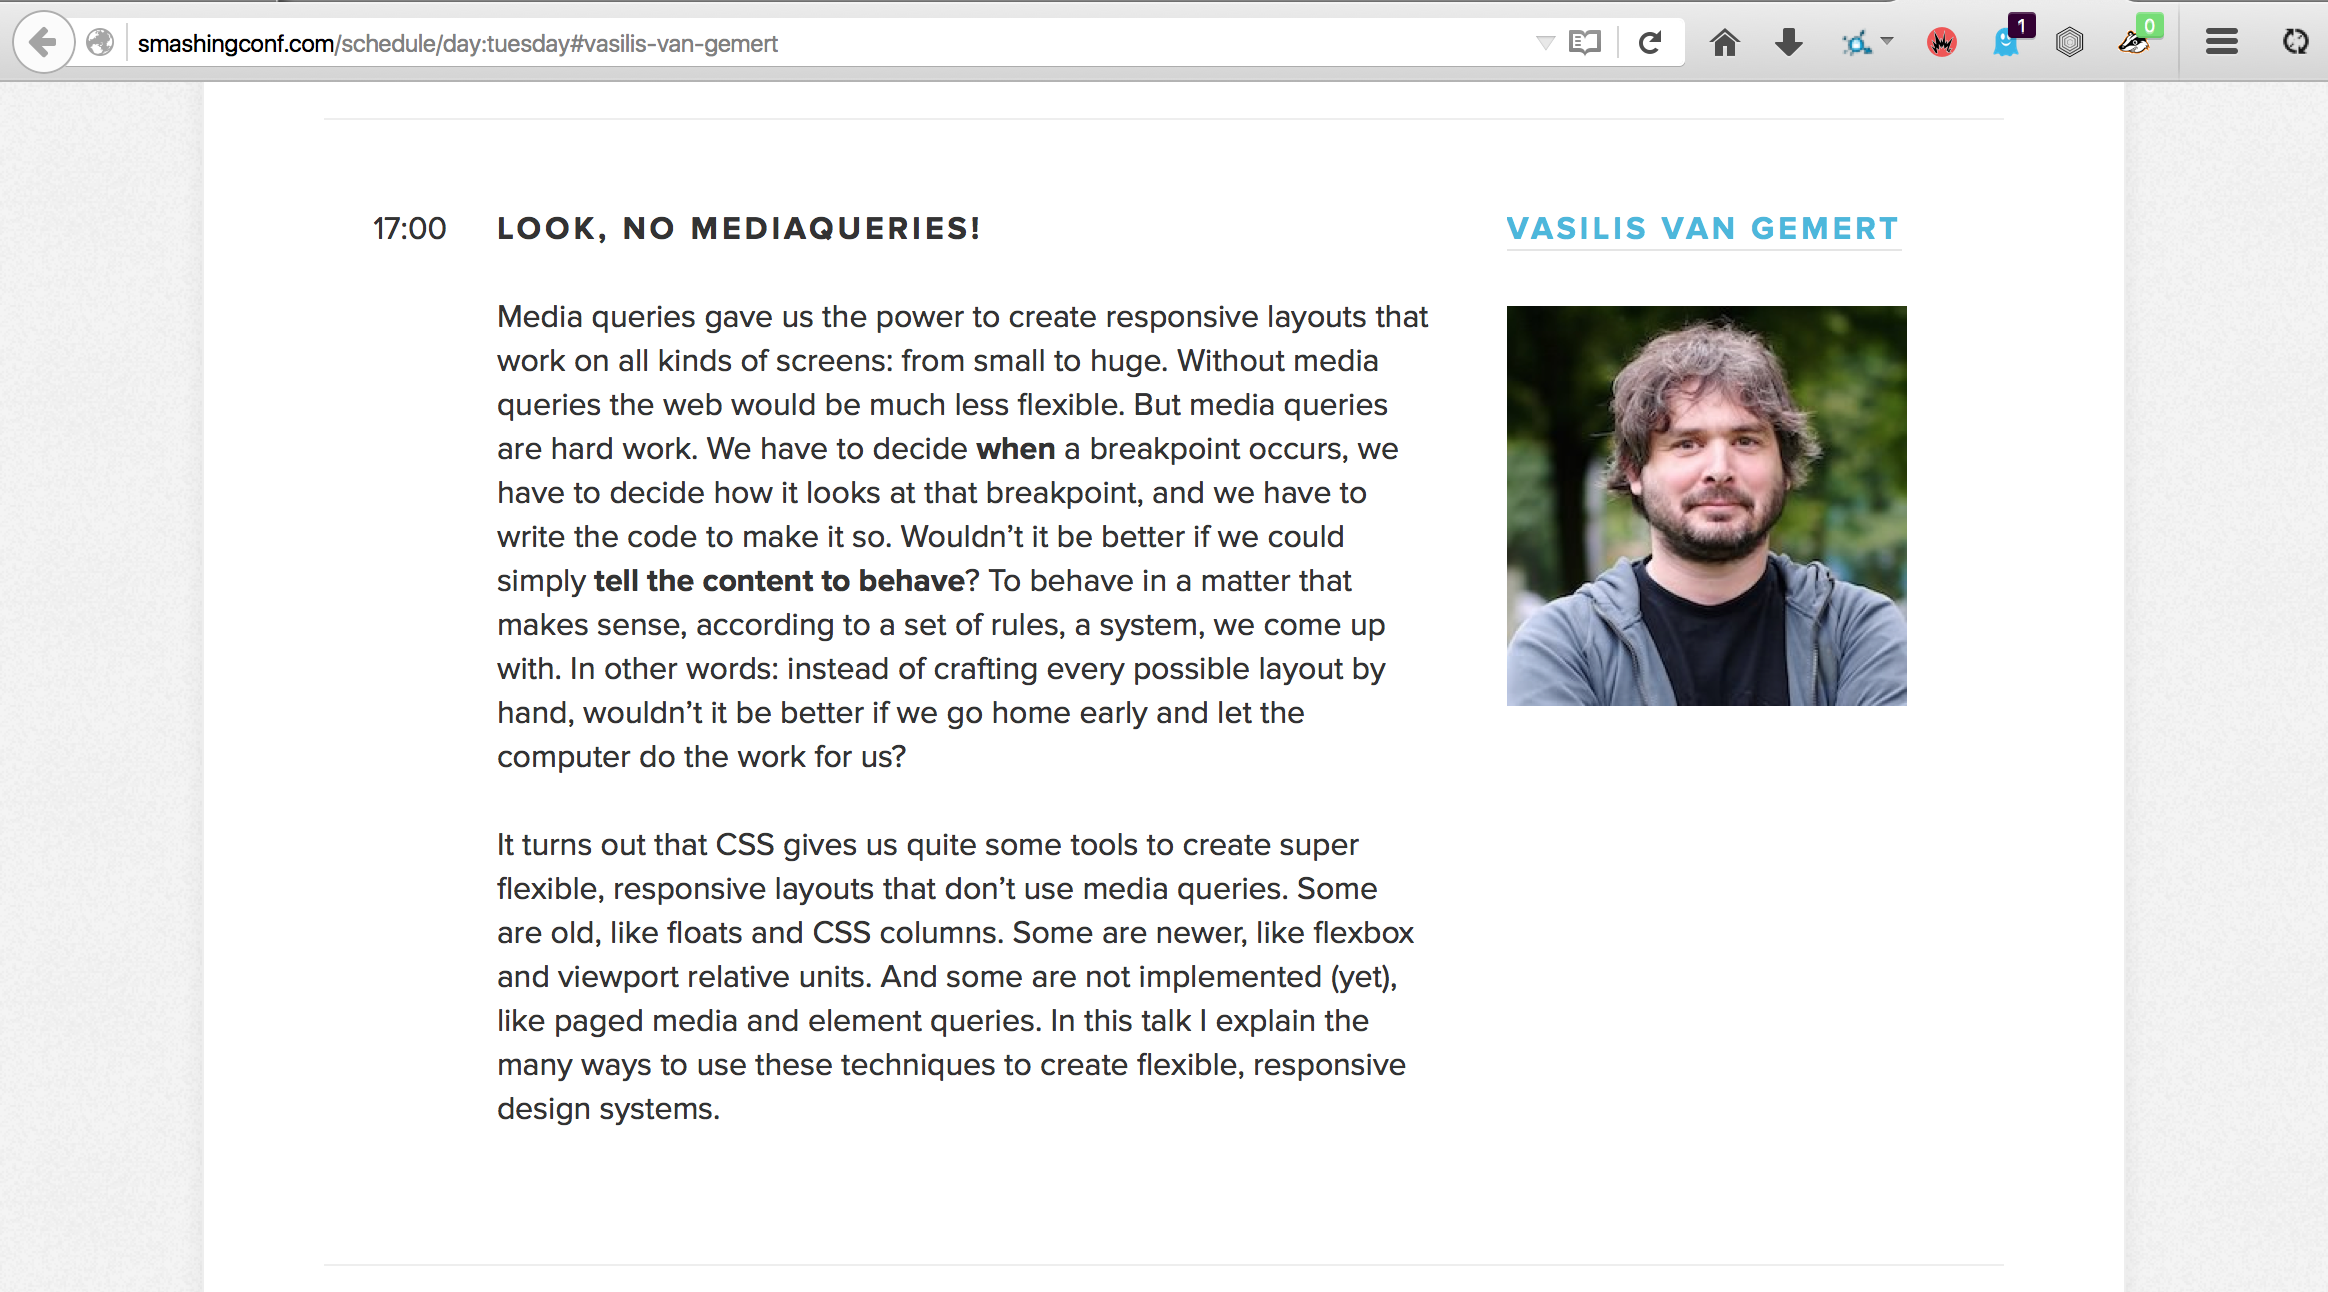 smashingconf.com/schedule/day:tuesday#vasilis-van-gemert
1
0
17:00
LOOK, NO MEDIAQUERIES!
VASILIS VAN GEMERT
Media queries gave us the power to create responsive layouts that
work on all kinds of screens: from small to huge. Without media
queries the web would be much less flexible. But media queries
are hard work. We have to decide when a breakpoint occurs, we
have to decide how it looks at that breakpoint, and we have to
write the code to make it so. Wouldn’t it be better if we could
simply tell the content to behave? To behave in a matter that
makes sense, according to a set of rules, a system, we come up
with. In other words: instead of crafting every possible layout by
hand, wouldn’t it be better if we go home early and let the
computer do the work for us?
It turns out that CSS gives us quite some tools to create super
flexible, responsive layouts that don’t use media queries. Some
are old, like floats and CSS columns. Some are newer, like flexbox
and viewport relative units. And some are not implemented (yet),
like paged media and element queries. In this talk I explain the
many ways to use these techniques to create flexible, responsive
design systems.